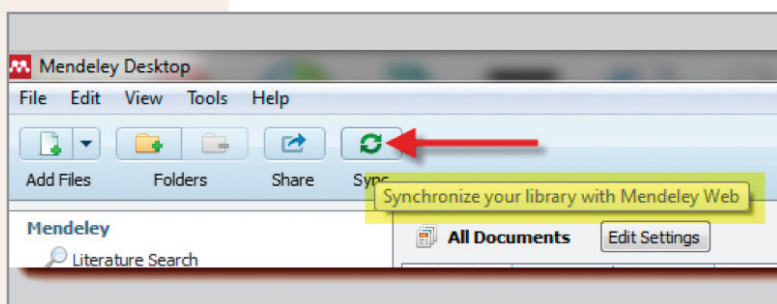 Mendeley Desktop
File Edit View Tools Help
Add Files Folders Share Sync
Synchronize your library with Mendeley Web
Mendeley
All Documents Edit Settings
Literature Search